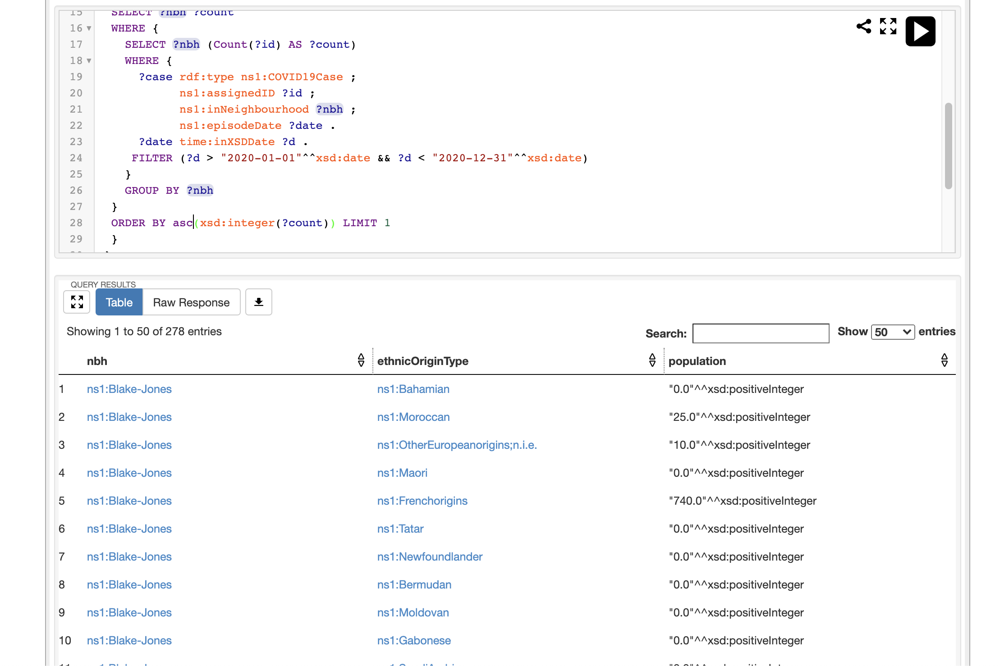 15 SELECT ?nbh ?count
16 WHERE {
17 SELECT ?nbh (Count(?id) AS ?count)
18 WHERE {
19 ?case rdf:type ns1:COVID19Case ;
20 ns1:assignedID ?id ;
21 ns1:inNeighbourhood ?nbh ;
22 ns1:episodeDate ?date .
23 ?date time:inXSDDate ?d .
24 FILTER (?d > "2020-01-01"^^xsd:date && ?d < "2020-12-31"^^xsd:date)
25 }
26 GROUP BY ?nbh
27 }
28 ORDER BY asc(xsd:integer(?count)) LIMIT 1
29 }
QUERY RESULTS
Table Raw Response
Showing 1 to 50 of 278 entries Search: Show 50 entries
nbh ethnicOriginType population
1 ns1:Blake-Jones ns1:Bahamian "0.0"^^xsd:positiveInteger
2 ns1:Blake-Jones ns1:Moroccan "25.0"^^xsd:positiveInteger
3 ns1:Blake-Jones ns1:OtherEuropeanorigins;n.i.e. "10.0"^^xsd:positiveInteger
4 ns1:Blake-Jones ns1:Maori "0.0"^^xsd:positiveInteger
5 ns1:Blake-Jones ns1:Frenchorigins "740.0"^^xsd:positiveInteger
6 ns1:Blake-Jones ns1:Tatar "0.0"^^xsd:positiveInteger
7 ns1:Blake-Jones ns1:Newfoundlander "0.0"^^xsd:positiveInteger
8 ns1:Blake-Jones ns1:Bermudan "0.0"^^xsd:positiveInteger
9 ns1:Blake-Jones ns1:Moldovan "0.0"^^xsd:positiveInteger
10 ns1:Blake-Jones ns1:Gabonese "0.0"^^xsd:positiveInteger